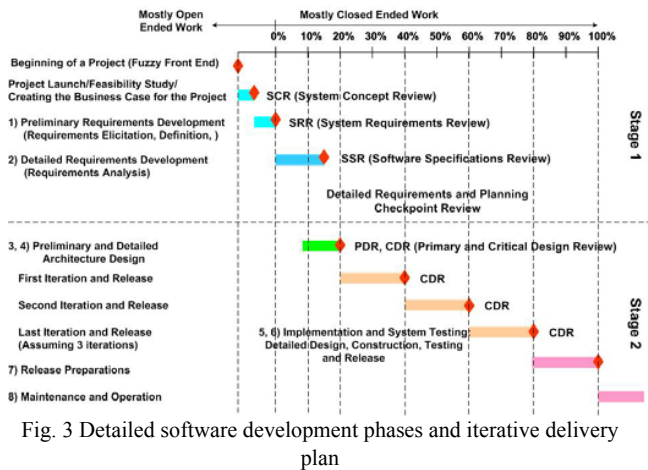 Mostly Open
Ended Work
Mostly Closed Ended Work
0% 10% 20% 30% 40% 50% 60% 70% 80% 90% 100%
Beginning of a Project (Fuzzy Front End)
Project Launch/Feasibility Study/
Creating the Business Case for the Project
SCR (System Concept Review)
1) Preliminary Requirements Development
(Requirements Elicitation, Definition, )
SRR (System Requirements Review)
2) Detailed Requirements Development
(Requirements Analysis)
SSR (Software Specifications Review)
Stage 1
Detailed Requirements and Planning
Checkpoint Review
3, 4) Preliminary and Detailed
Architecture Design
PDR, CDR (Primary and Critical Design Review)
First Iteration and Release
CDR
Second Iteration and Release
CDR
Last Iteration and Release
(Assuming 3 iterations)
5, 6) Implementation and System Testing:
Detailed Design, Construction, Testing
and Release
CDR
Stage 2
7) Release Preparations
8) Maintenance and Operation
Fig. 3 Detailed software development phases and iterative delivery
plan